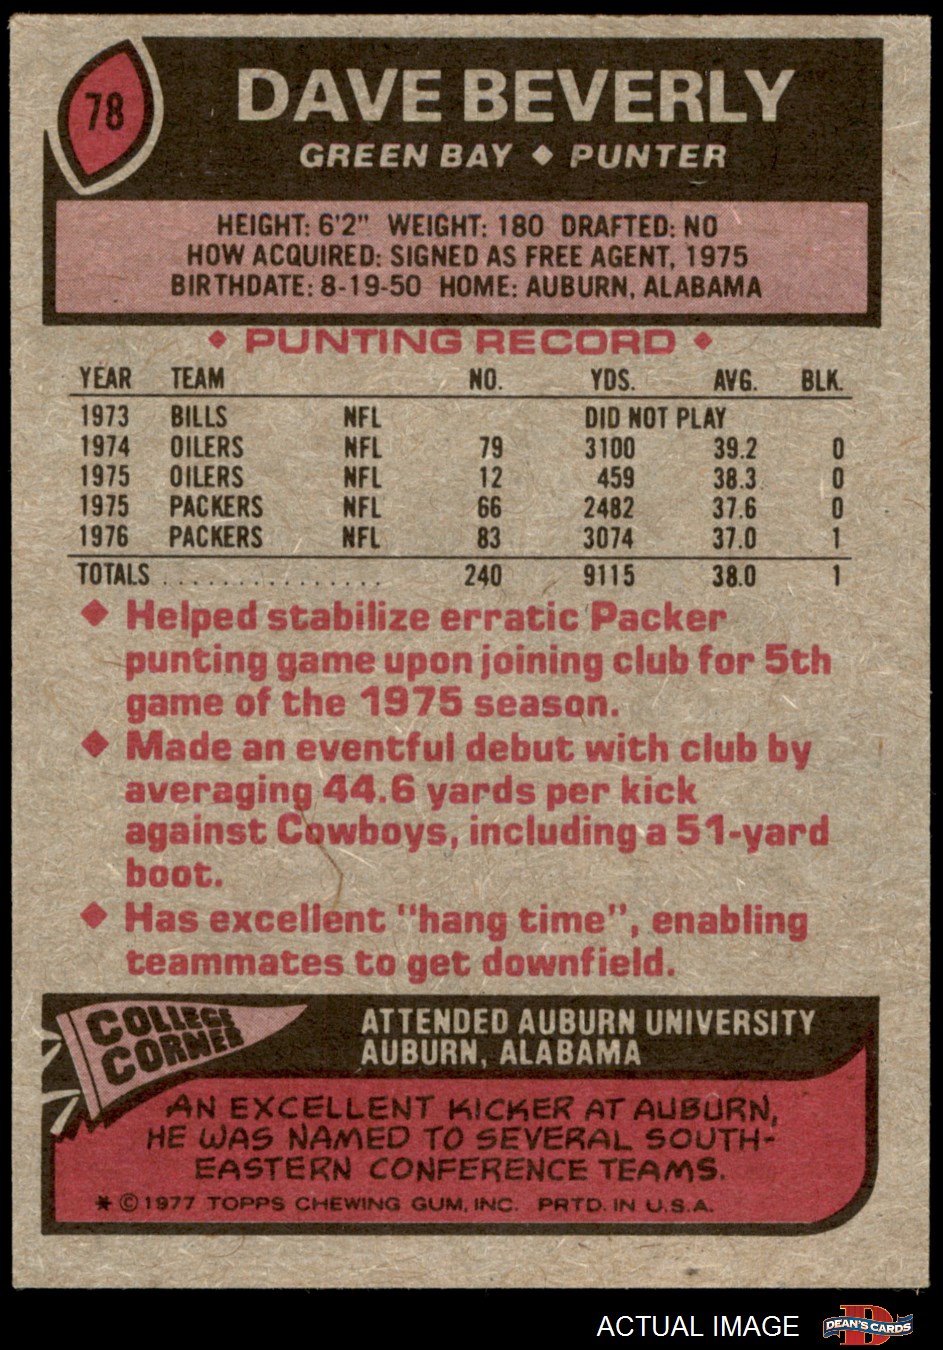 78
DAVE BEVERLY
GREEN BAY ◆ PUNTER
HEIGHT: 6'2" WEIGHT: 180 DRAFTED: NO
HOW ACQUIRED: SIGNED AS FREE AGENT, 1975
BIRTHDATE: 8-19-50 HOME: AUBURN, ALABAMA
◆ PUNTING RECORD ◆
YEAR TEAM NO. YDS. AVG. BLK.
1973 BILLS NFL DID NOT PLAY
1974 OILERS NFL 79 3100 39.2 0
1975 OILERS NFL 12 459 38.3 0
1975 PACKERS NFL 66 2482 37.6 0
1976 PACKERS NFL 83 3074 37.0 1
TOTALS . . . . . . . . . . . . . . . 240 9115 38.0 1
◆ Helped stabilize erratic Packer
punting game upon joining club for 5th
game of the 1975 season.
◆ Made an eventful debut with club by
averaging 44.6 yards per kick
against Cowboys, including a 51-yard
boot.
◆ Has excellent "hang time", enabling
teammates to get downfield.
COLLEGE
CORNER
ATTENDED AUBURN UNIVERSITY
AUBURN, ALABAMA
AN EXCELLENT KICKER AT AUBURN,
HE WAS NAMED TO SEVERAL SOUTH-
EASTERN CONFERENCE TEAMS.
* © 1977 TOPPS CHEWING GUM, INC. PRTD. IN U.S.A.
ACTUAL IMAGE
D
DEAN'S CARDS